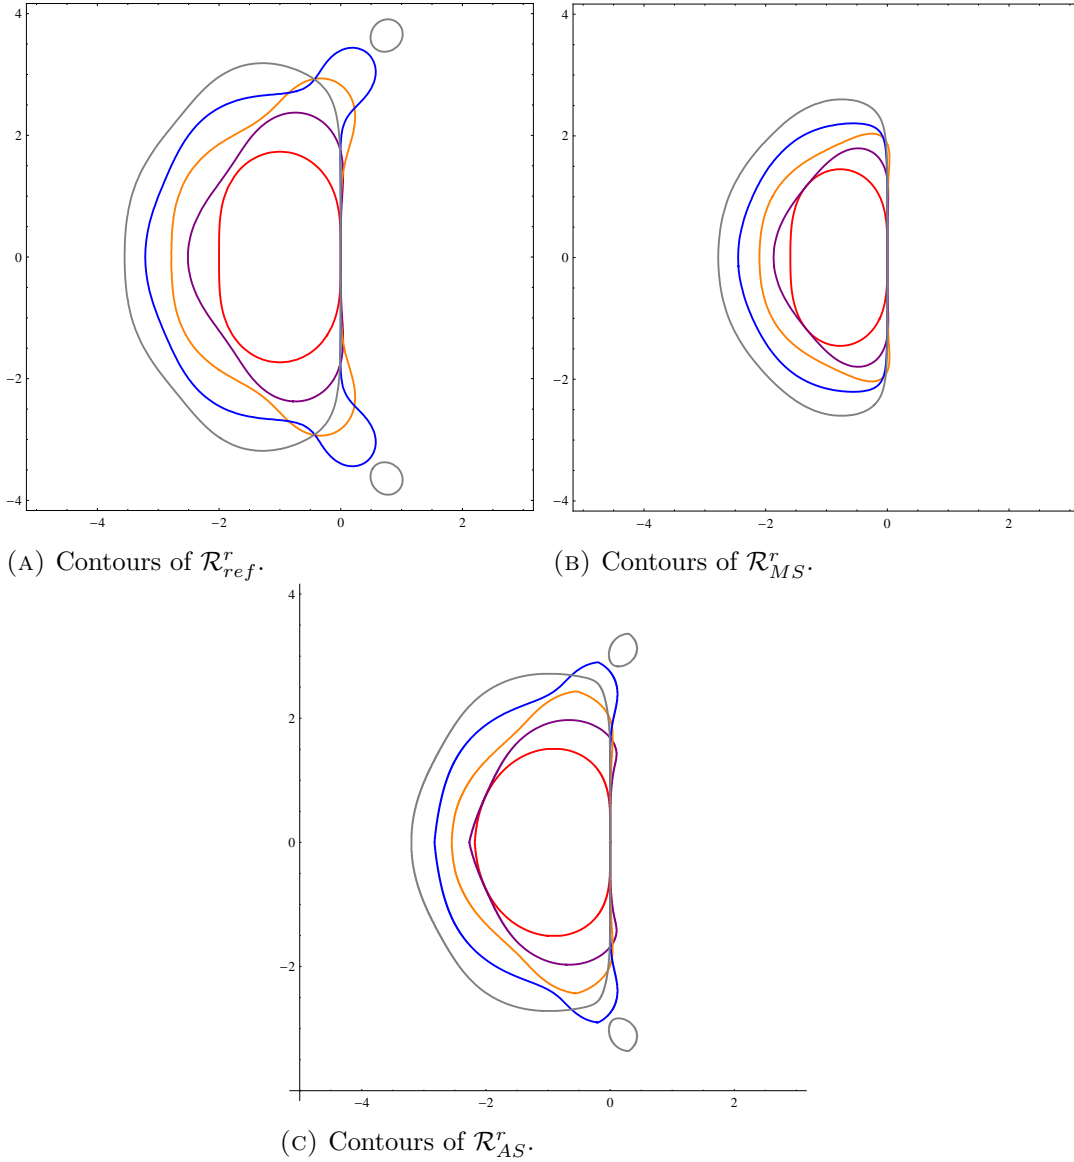 4
2
0
−2
−4
−4 −2 0 2
(A) Contours of $\mathcal{R}^r_{ref}$.
4
2
0
−2
−4
−4 −2 0 2
(B) Contours of $\mathcal{R}^r_{MS}$.
4
2
0
−2
−4 −2 0 2
(C) Contours of $\mathcal{R}^r_{AS}$.